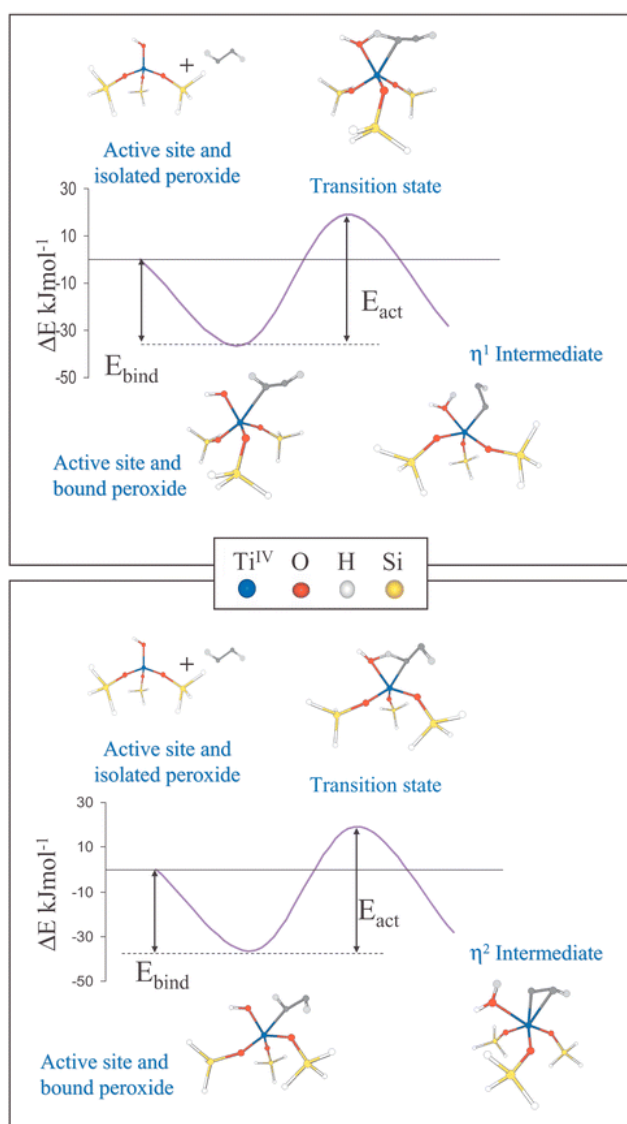 +
Active site and
isolated peroxide
Transition state
30
10
-10
-30
-50
ΔE kJmol⁻¹
E_bind
E_act
η¹ Intermediate
Active site and
bound peroxide
Ti^IV O H Si
+
Active site and
isolated peroxide
Transition state
30
10
-10
-30
-50
ΔE kJmol⁻¹
E_bind
E_act
η² Intermediate
Active site and
bound peroxide